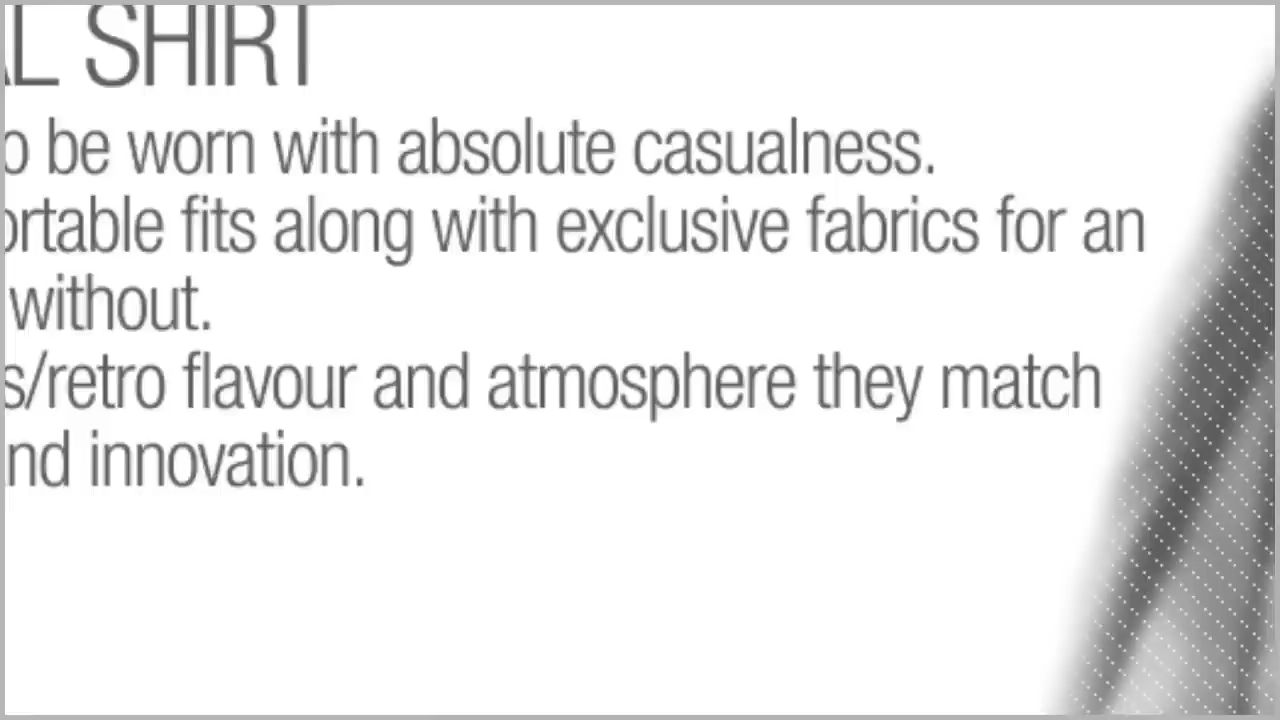 L SHIRT
o be worn with absolute casualness.
ortable fits along with exclusive fabrics for an
without.
s/retro flavour and atmosphere they match
nd innovation.